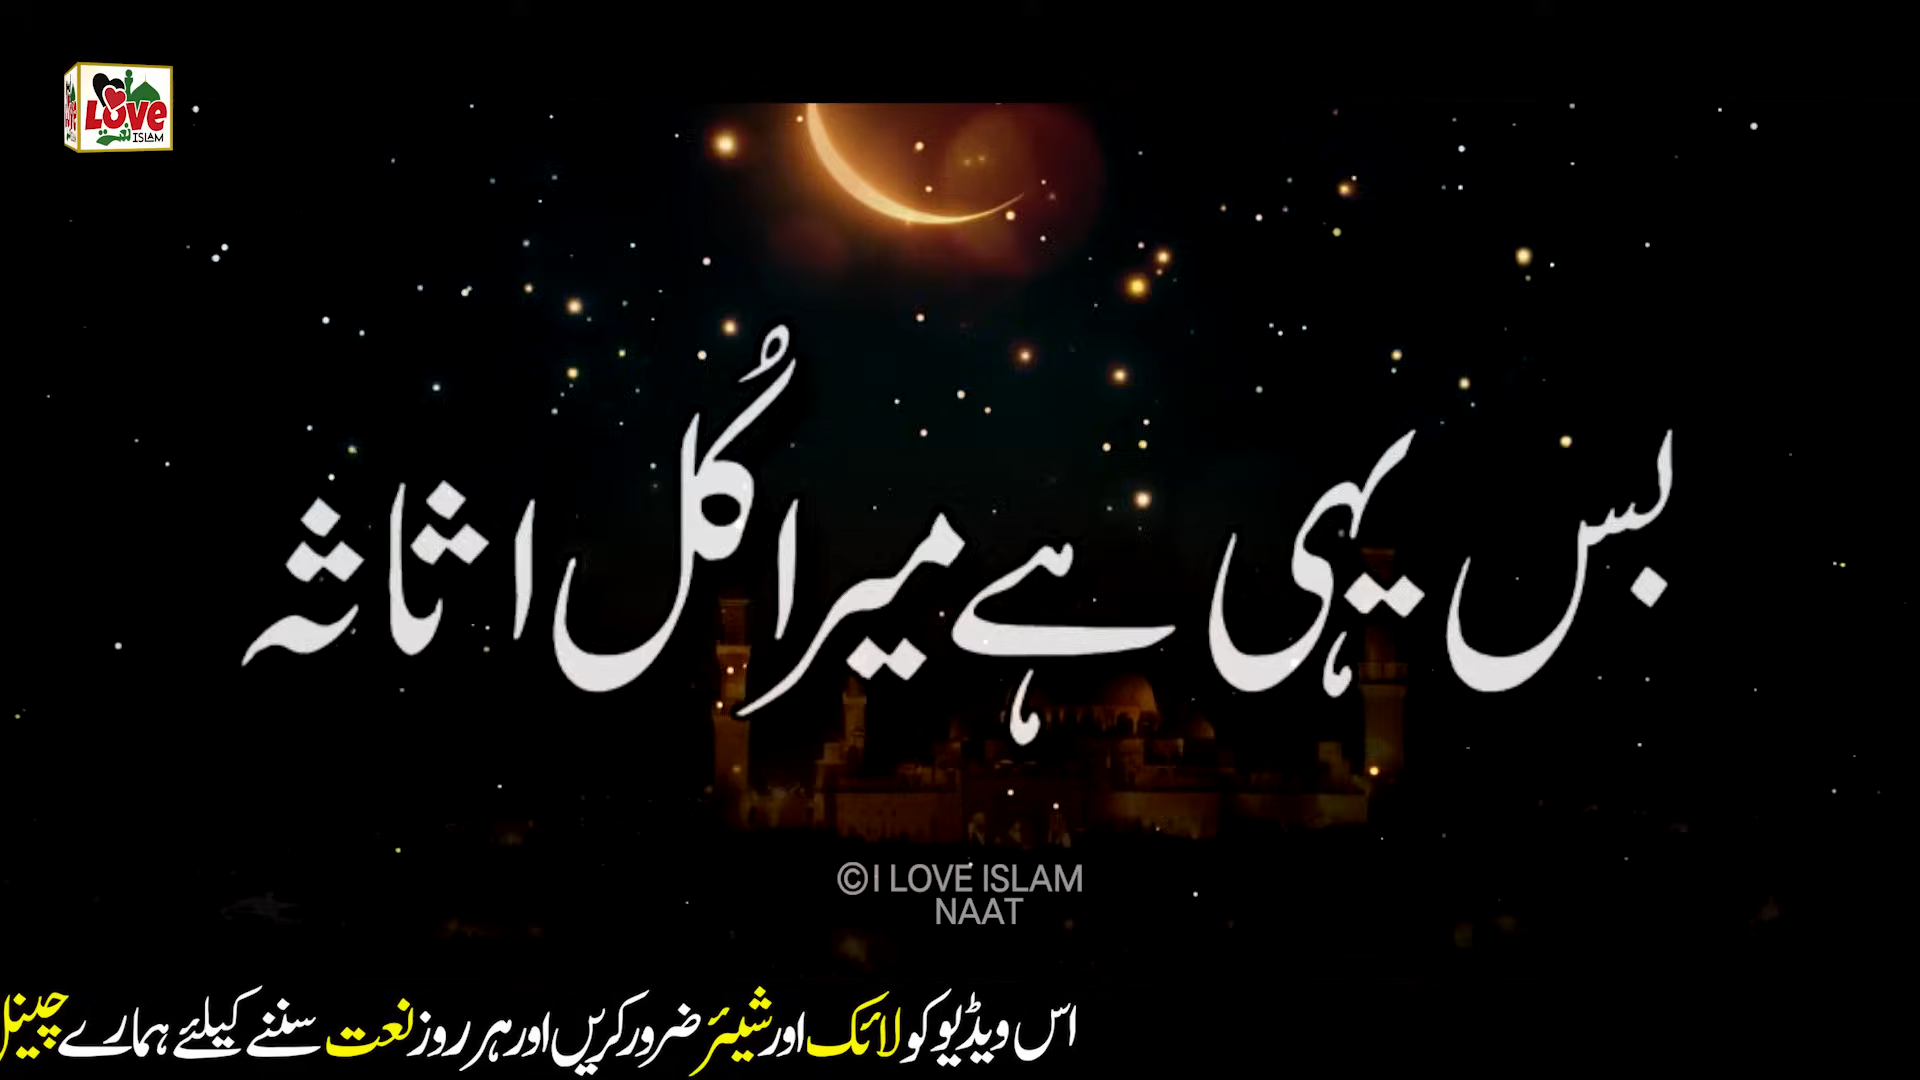 Love
نعت
ISLAM
بس یہی ہے میرا کُل اثاثہ
©I LOVE ISLAM
NAAT
اس ویڈیو کو لائک اور شیئر ضرور کریں اور ہر روز نعت سننے کیلئے ہمارے چینل